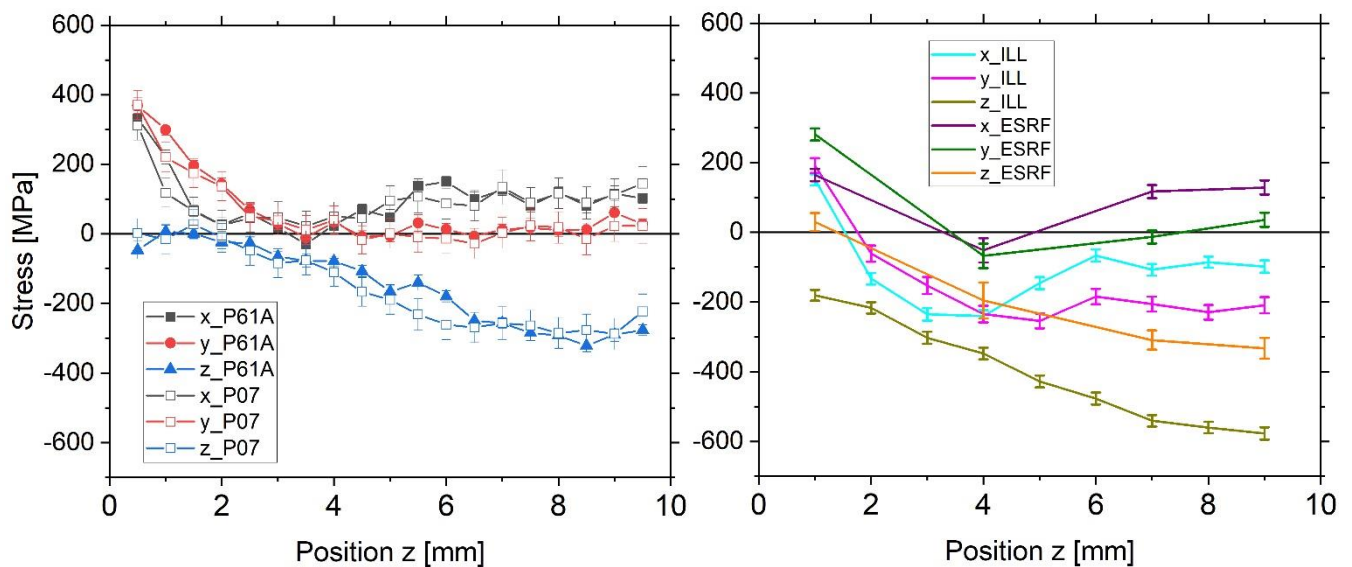 600
400
200
0
-200
-400
-600
Stress [MPa]
x_P61A
y_P61A
z_P61A
x_P07
y_P07
z_P07
0
2
4
6
8
10
Position z [mm]
600
400
200
0
-200
-400
-600
x_ILL
y_ILL
z_ILL
x_ESRF
y_ESRF
z_ESRF
0
2
4
6
8
10
Position z [mm]